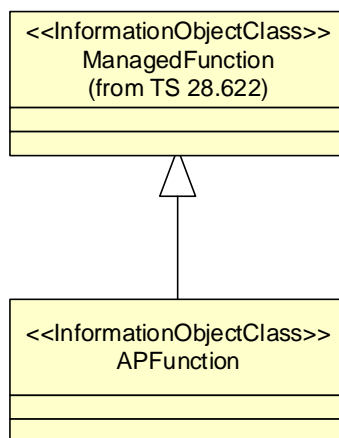 <<InformationObjectClass>>
ManagedFunction
(from TS 28.622)
<<InformationObjectClass>>
APFunction